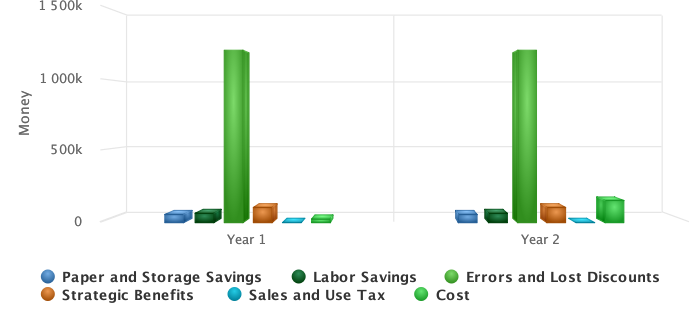 1 500k
1 000k
500k
0
Money
Year 1
Year 2
Paper and Storage Savings
Labor Savings
Errors and Lost Discounts
Strategic Benefits
Sales and Use Tax
Cost